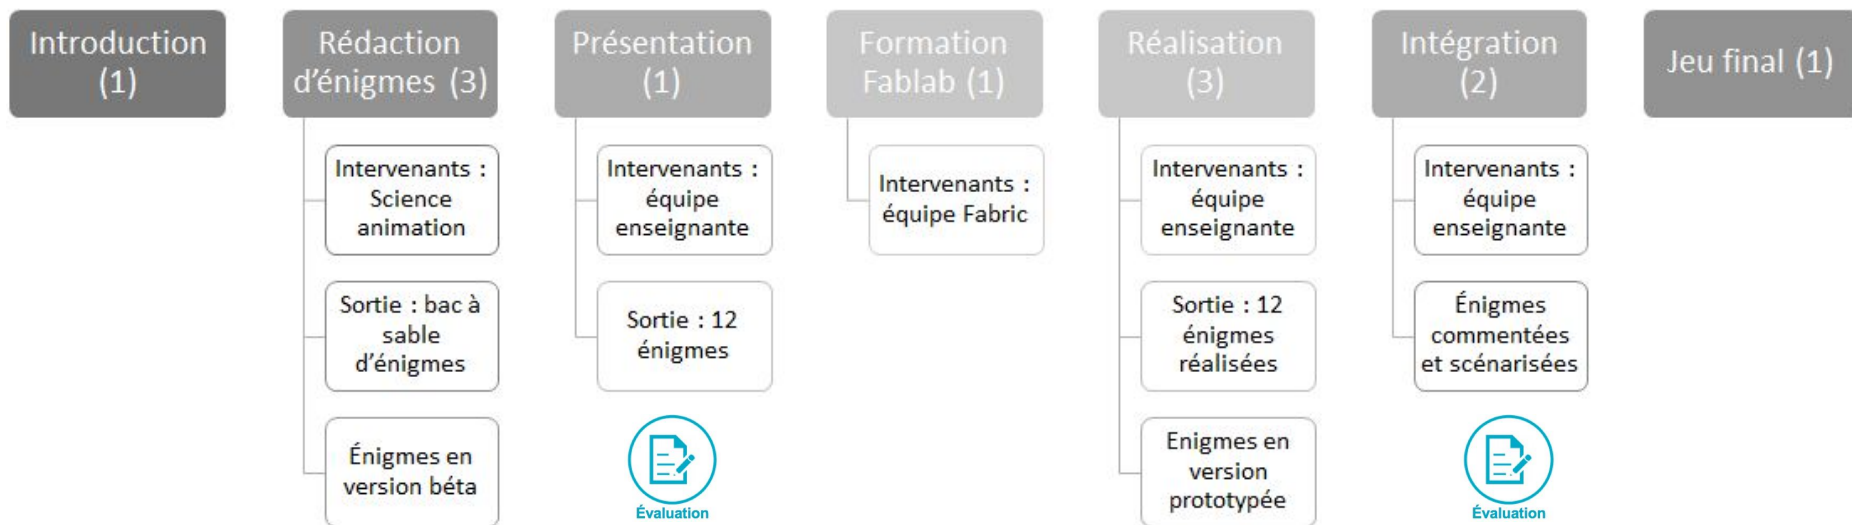 Introduction
(1)
Rédaction
d'énigmes (3)
Intervenants :
Science
animation
Sortie : bac à
sable
d'énigmes
Énigmes en
version béta
Présentation
(1)
Intervenants :
équipe
enseignante
Sortie : 12
énigmes
Évaluation
Formation
Fablab (1)
Intervenants :
équipe Fabric
Réalisation
(3)
Intervenants :
équipe
enseignante
Sortie : 12
énigmes
réalisées
Enigmes en
version
prototypée
Intégration
(2)
Intervenants :
équipe
enseignante
Énigmes
commentées
et scénarisées
Évaluation
Jeu final (1)